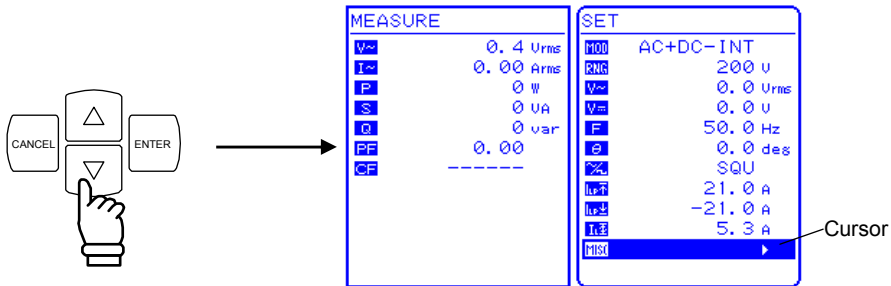 CANCEL
ENTER
MEASURE
V~ 0.4 Vrms
I~ 0.00 Arms
P 0 W
S 0 VA
Q 0 var
PF 0.00
CF ------
SET
MOD AC+DC-INT
RNG 200 V
V~ 0.0 Vrms
V= 0.0 V
F 50.0 Hz
θ 0.0 deg
SQU
21.0 A
-21.0 A
5.3 A
MISC
Cursor